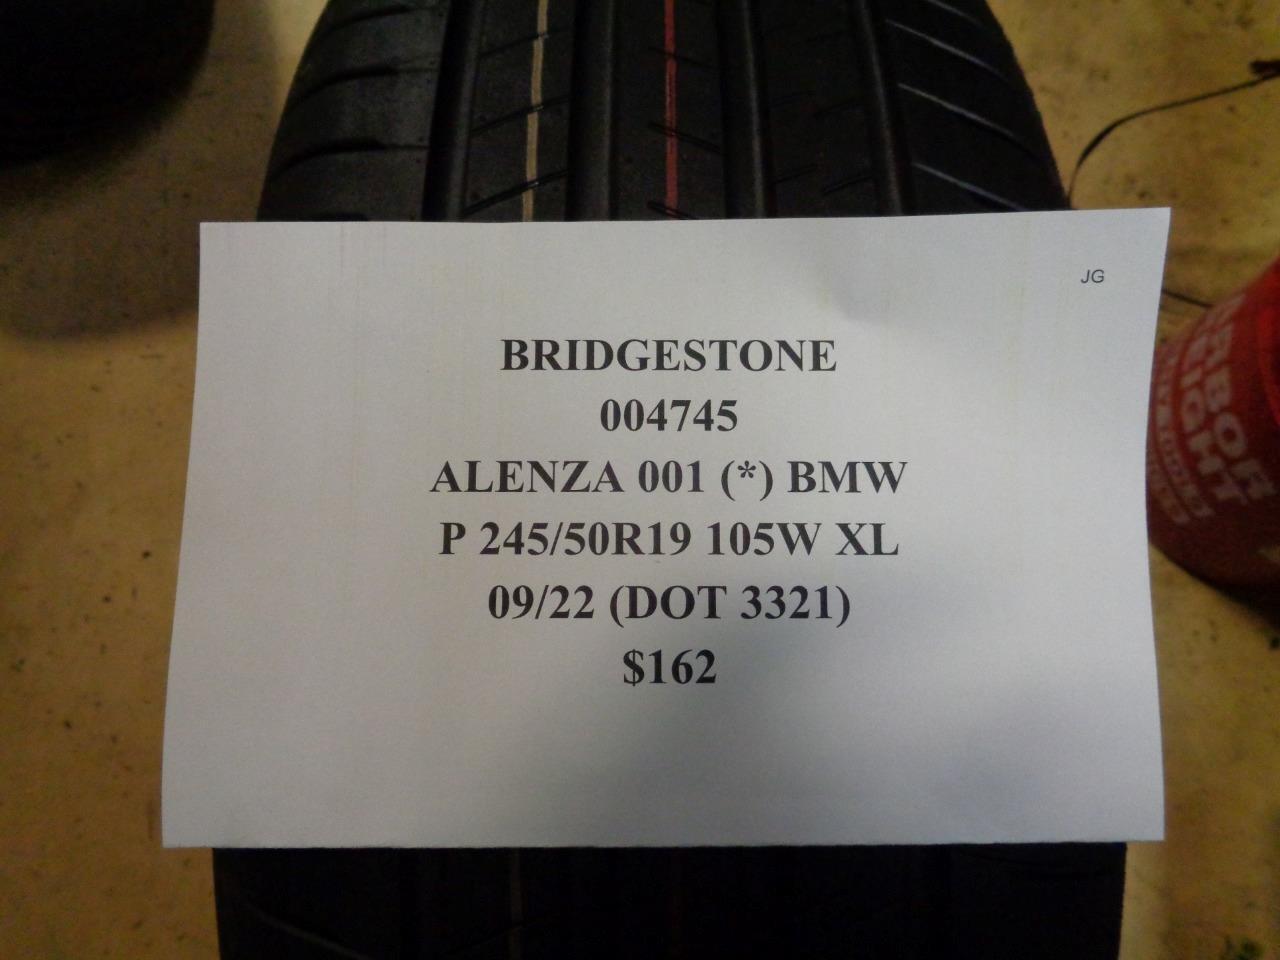 JG
BRIDGESTONE
004745
ALENZA 001 (*) BMW
P 245/50R19 105W XL
09/22 (DOT 3321)
$162